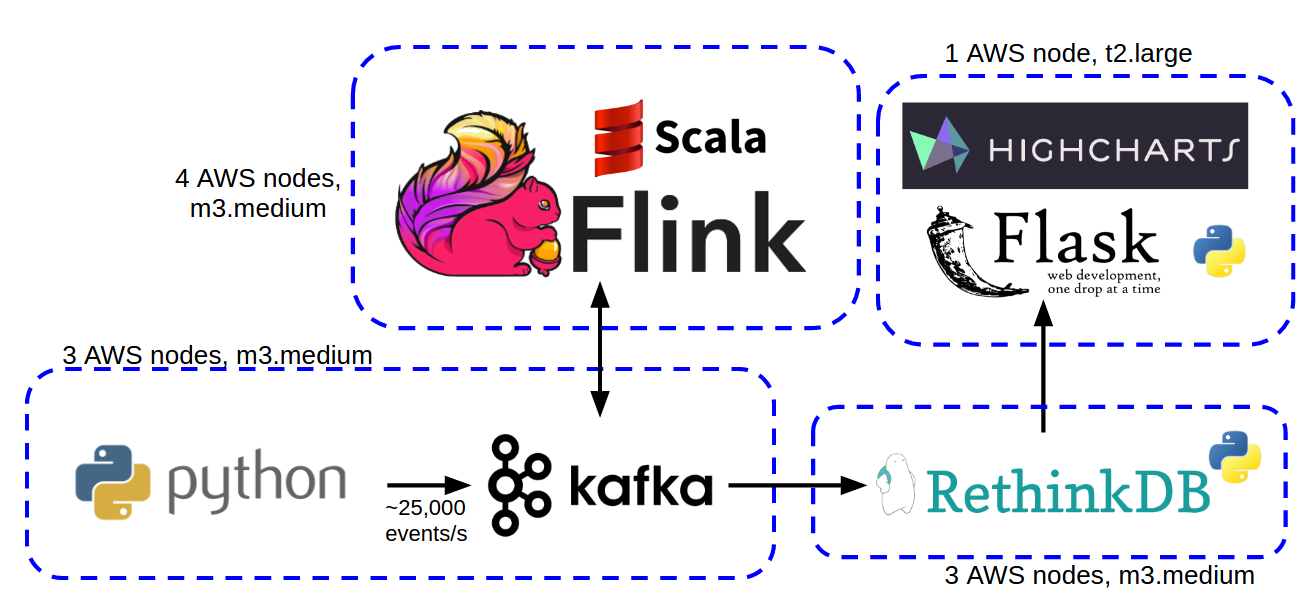 1 AWS node, t2.large
Scala
HIGHCHARTS
4 AWS nodes,
m3.medium
Flink
Flask
web development,
one drop at a time
3 AWS nodes, m3.medium
python
~25,000
events/s
kafka
RethinkDB
3 AWS nodes, m3.medium